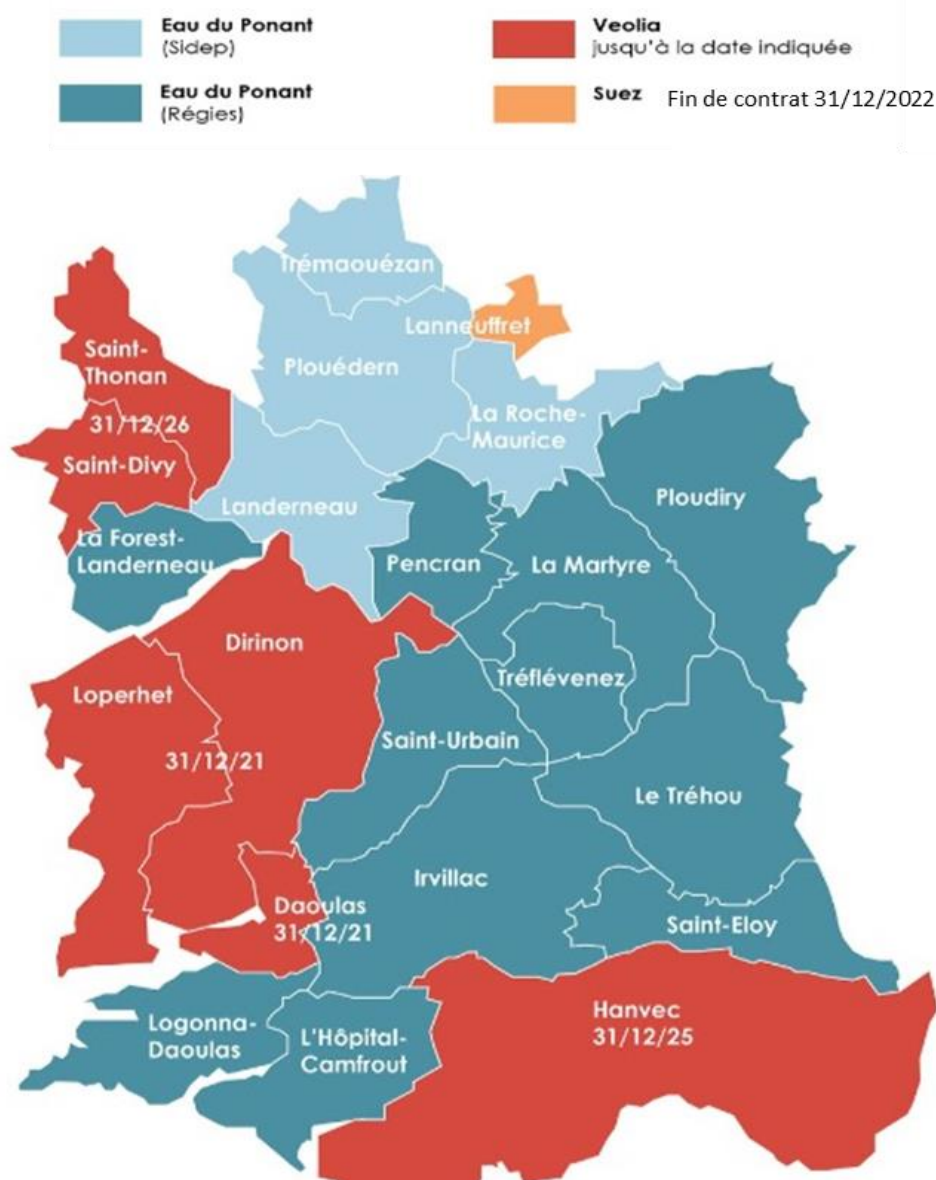 Eau du Ponant
(Sidep)
Veolia
jusqu'à la date indiquée
Eau du Ponant
(Régies)
Suez Fin de contrat 31/12/2022
Trémaouézan
Lanneuffret
Saint-
Thonan
Plouédern
La Roche-
Maurice
31/12/26
Saint-Divy
Landerneau
Ploudiry
La Forest-
Landerneau
Pencran
La Martyre
Dirinon
Loperhet
Tréflévenez
Saint-Urbain
31/12/21
Le Tréhou
Irvillac
Daoulas
31/12/21
Saint-Eloy
Logonna-
Daoulas
L'Hôpital-
Camfrout
Hanvec
31/12/25